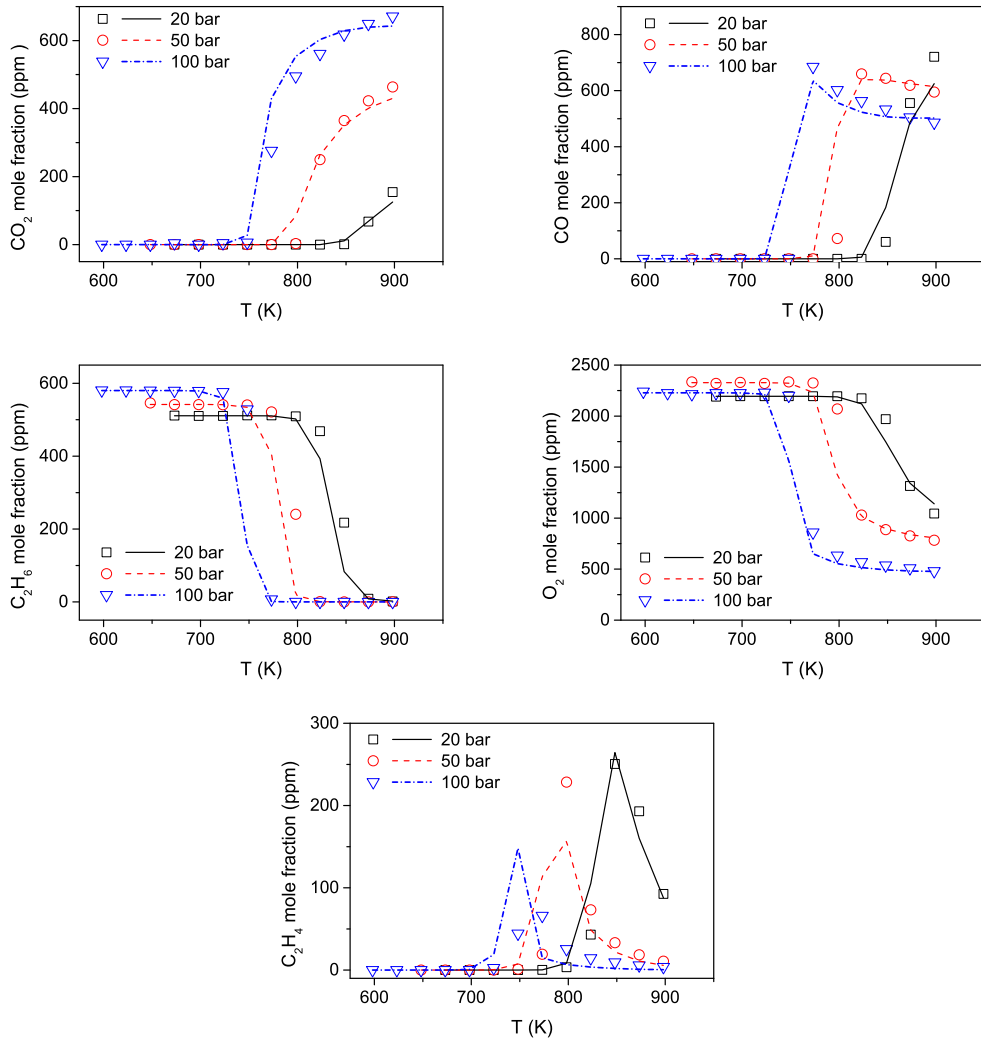 CO2 mole fraction (ppm )
600
400
200
0
20 bar
50 bar
100 bar
600 700 800 900
T (K)
CO mole fraction (ppm)
800
600
400
200
0
20 bar
50 bar
100 bar
600 700 800 900
T (K)
C2H6 mole fraction (ppm)
600
400
200
0
20 bar
50 bar
100 bar
600 700 800 900
T (K)
O2 mole fraction (ppm)
2500
2000
1500
1000
500
0
20 bar
50 bar
100 bar
600 700 800 900
T (K)
C2H4 mole fraction (ppm)
300
200
100
0
20 bar
50 bar
100 bar
600 700 800 900
T (K)